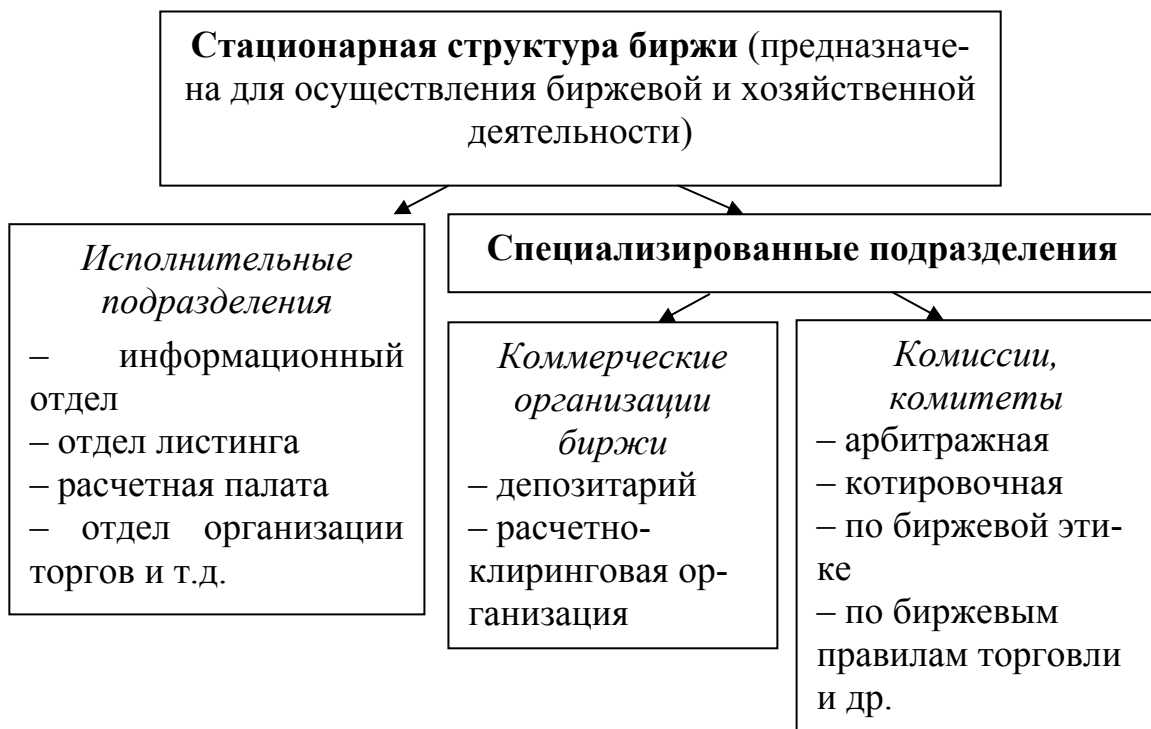 Стационарная структура биржи (предназначе-
на для осуществления биржевой и хозяйственной
деятельности)
Исполнительные
подразделения
– информационный
отдел
– отдел листинга
– расчетная палата
– отдел организации
торгов и т.д.
Специализированные подразделения
Коммерческие
организации
биржи
– депозитарий
– расчетно-
клиринговая ор-
ганизация
Комиссии,
комитеты
– арбитражная
– котировочная
– по биржевой эти-
ке
– по биржевым
правилам торговли
и др.